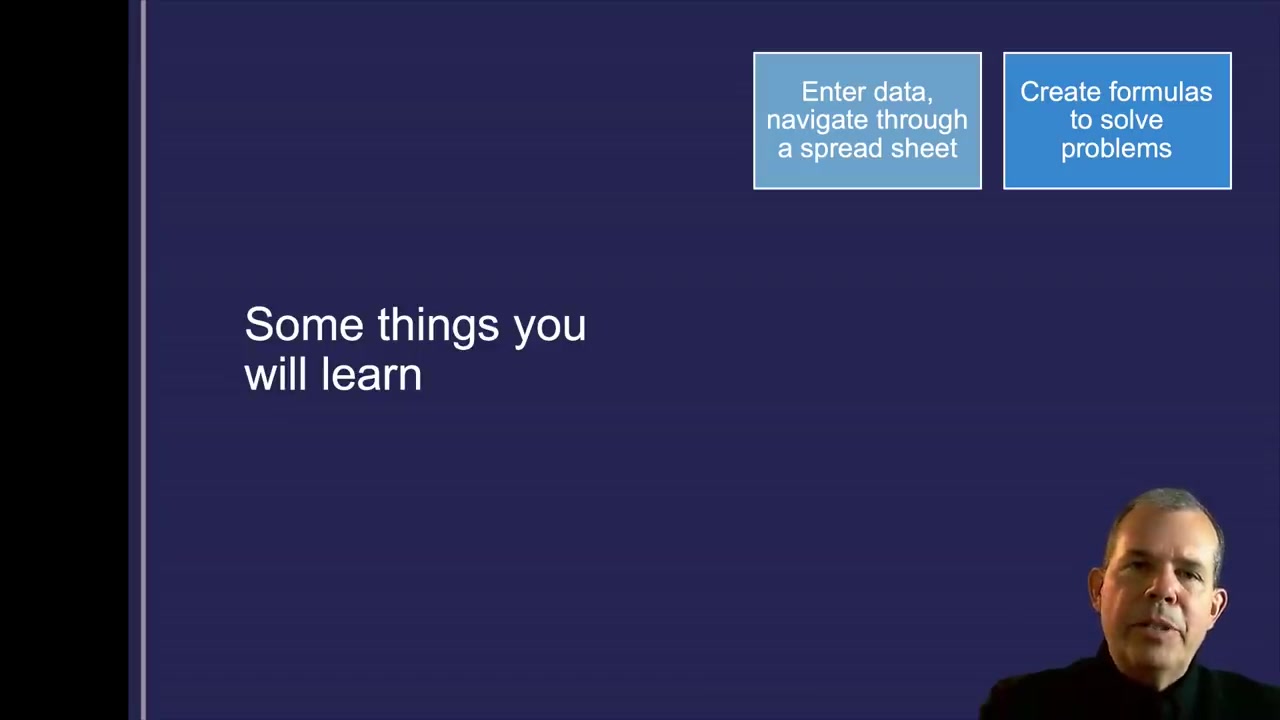 Enter data,
navigate through
a spread sheet
Create formulas
to solve
problems
Some things you
will learn